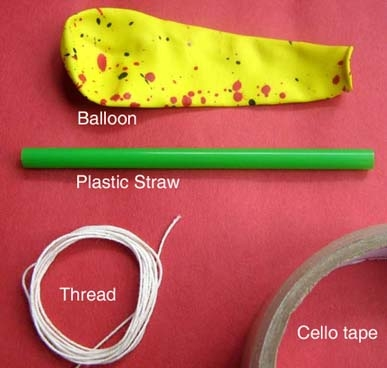 Balloon
Plastic Straw
Thread
Cello tape